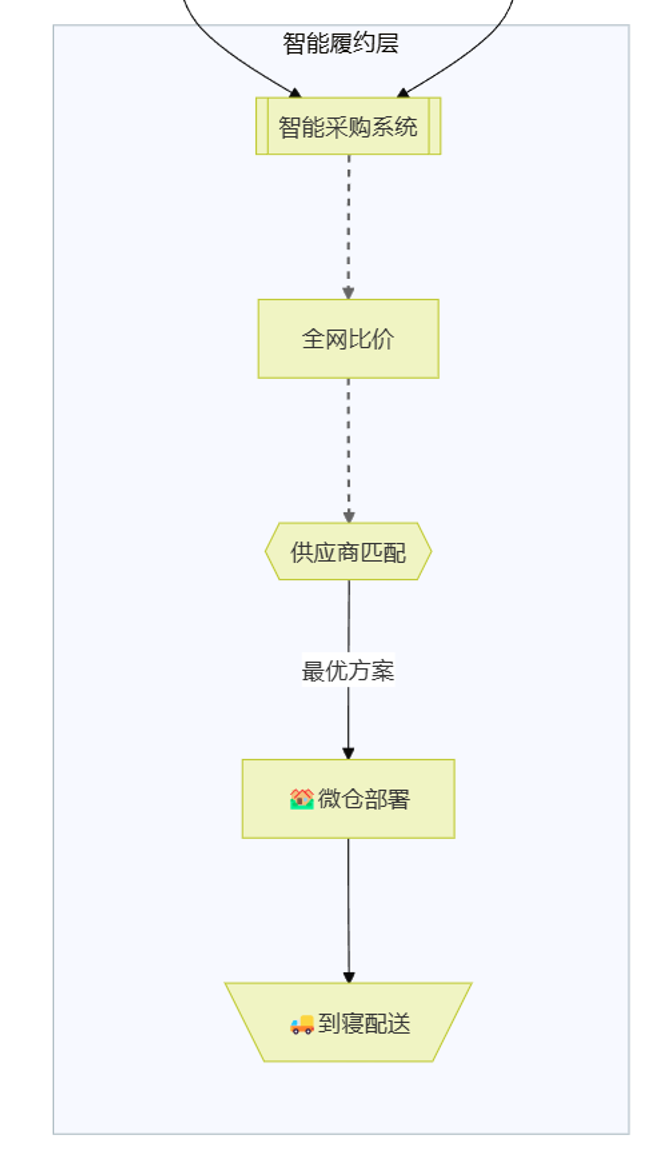 智能履约层
智能采购系统
全网比价
供应商匹配
最优方案
微仓部署
到寝配送